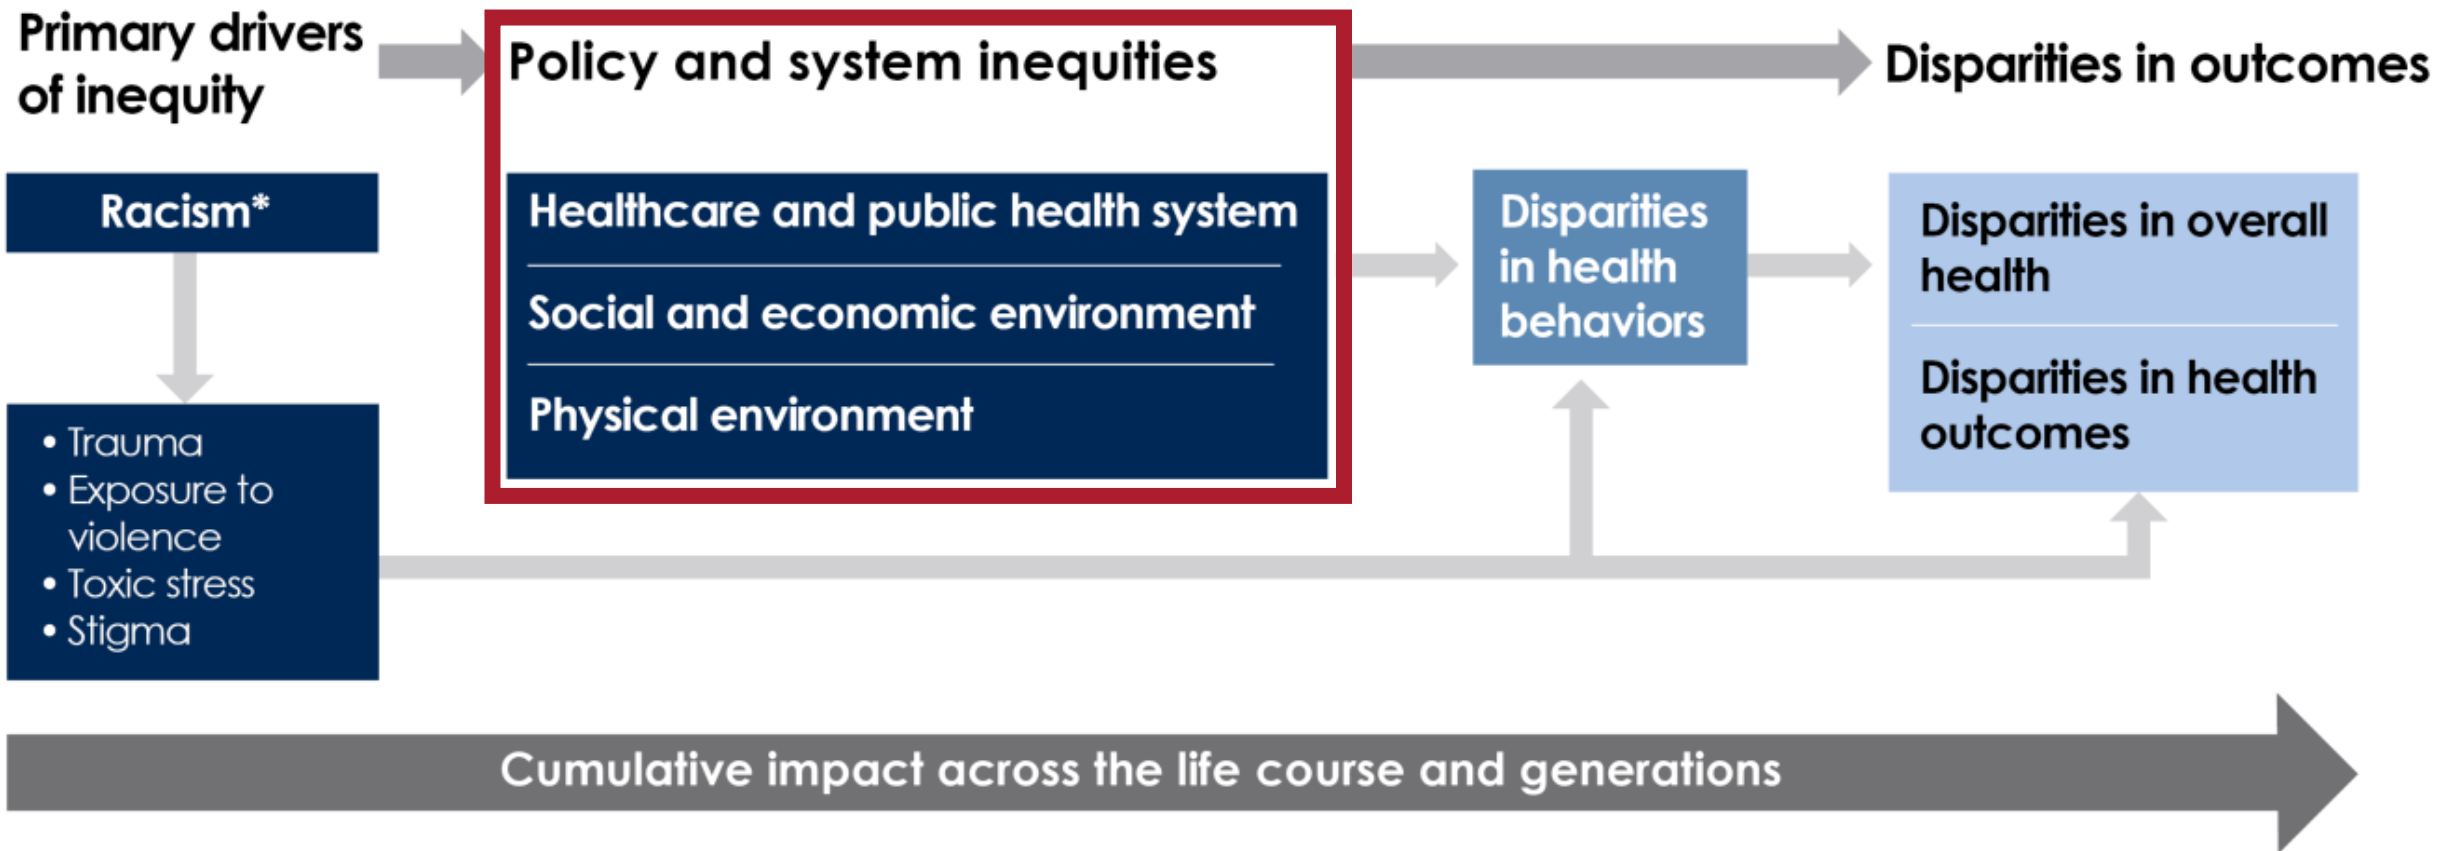 Primary drivers
of inequity
Policy and system inequities
Disparities in outcomes
Racism*
• Trauma
• Exposure to
violence
• Toxic stress
• Stigma
Healthcare and public health system
Social and economic environment
Physical environment
Disparities
in health
behaviors
Disparities in overall
health
Disparities in health
outcomes
Cumulative impact across the life course and generations